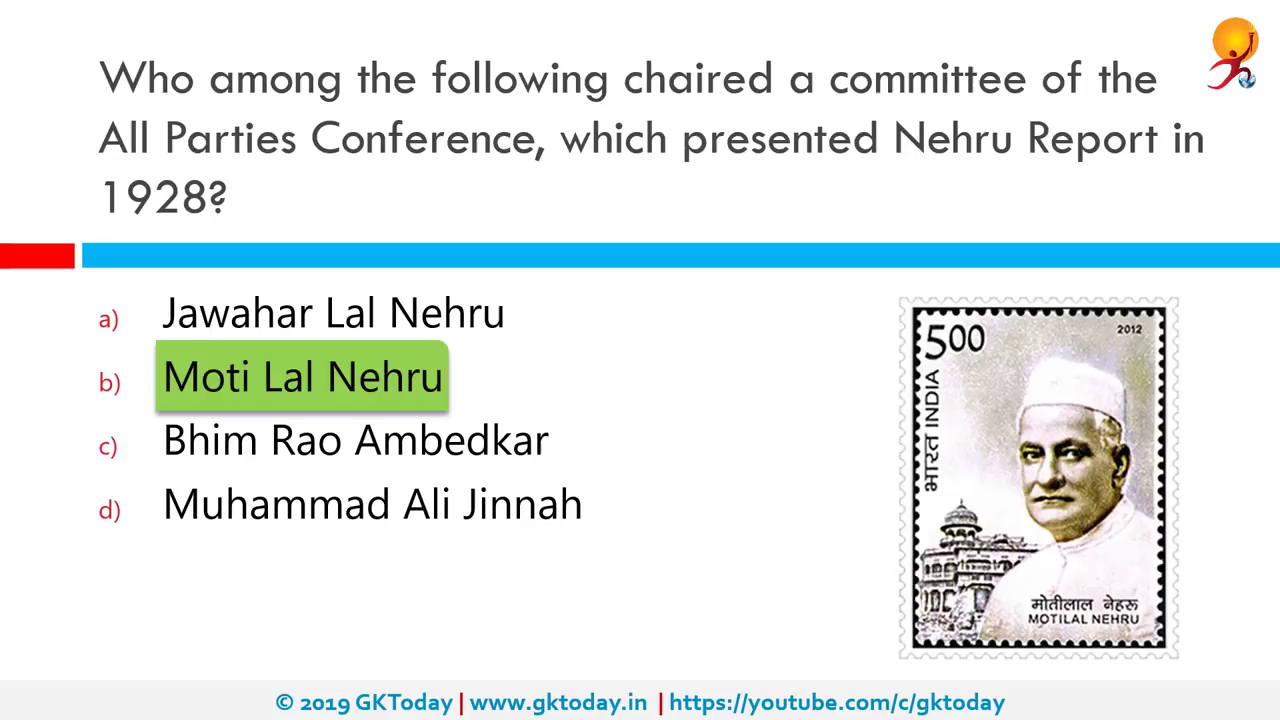 Who among the following chaired a committee of the
All Parties Conference, which presented Nehru Report in
1928?
a) Jawahar Lal Nehru
b) Moti Lal Nehru
c) Bhim Rao Ambedkar
d) Muhammad Ali Jinnah
5.00
2012
भारत INDIA
मोतीलाल नेहरू
MOTILAL NEHRU
© 2019 GKToday | www.gktoday.in | https://youtube.com/c/gktoday